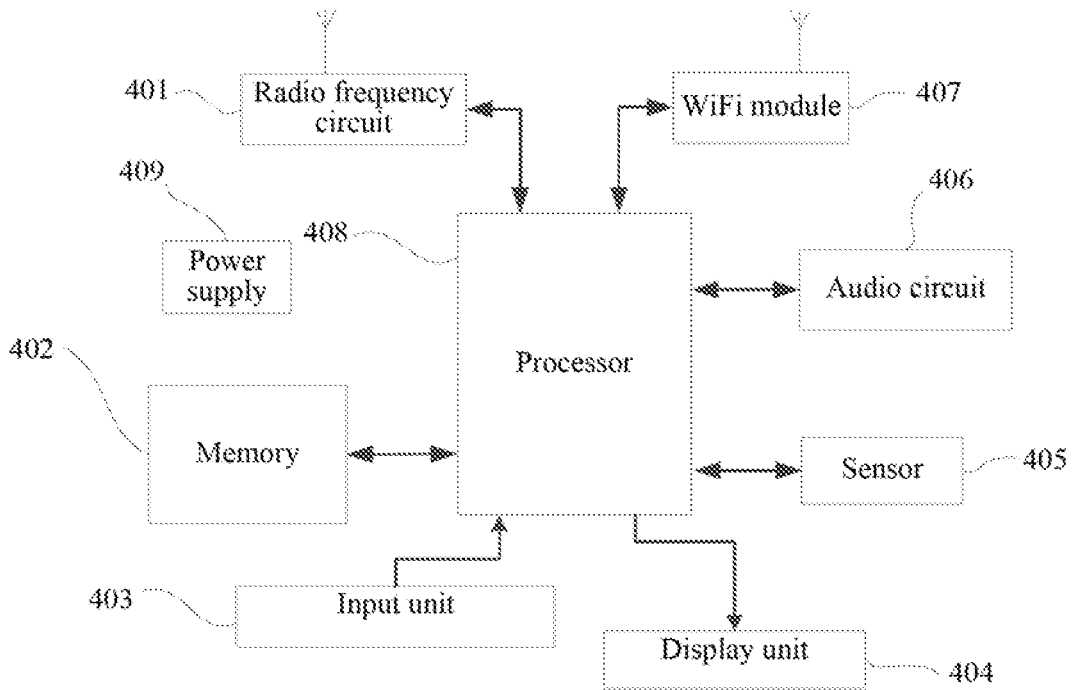 401
Radio frequency
circuit
WiFi module
407
409
Power
supply
408
406
Audio circuit
402
Memory
Processor
Sensor
405
403
Input unit
Display unit
404